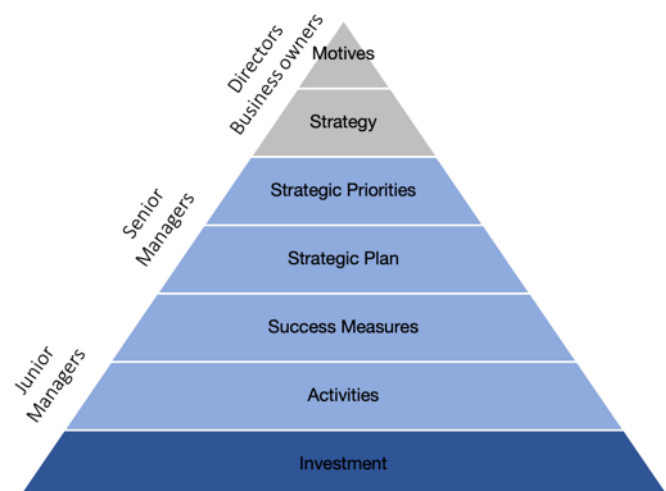 Directors
Business owners
Motives
Strategy
Senior
Managers
Strategic Priorities
Strategic Plan
Success Measures
Junior
Managers
Activities
Investment